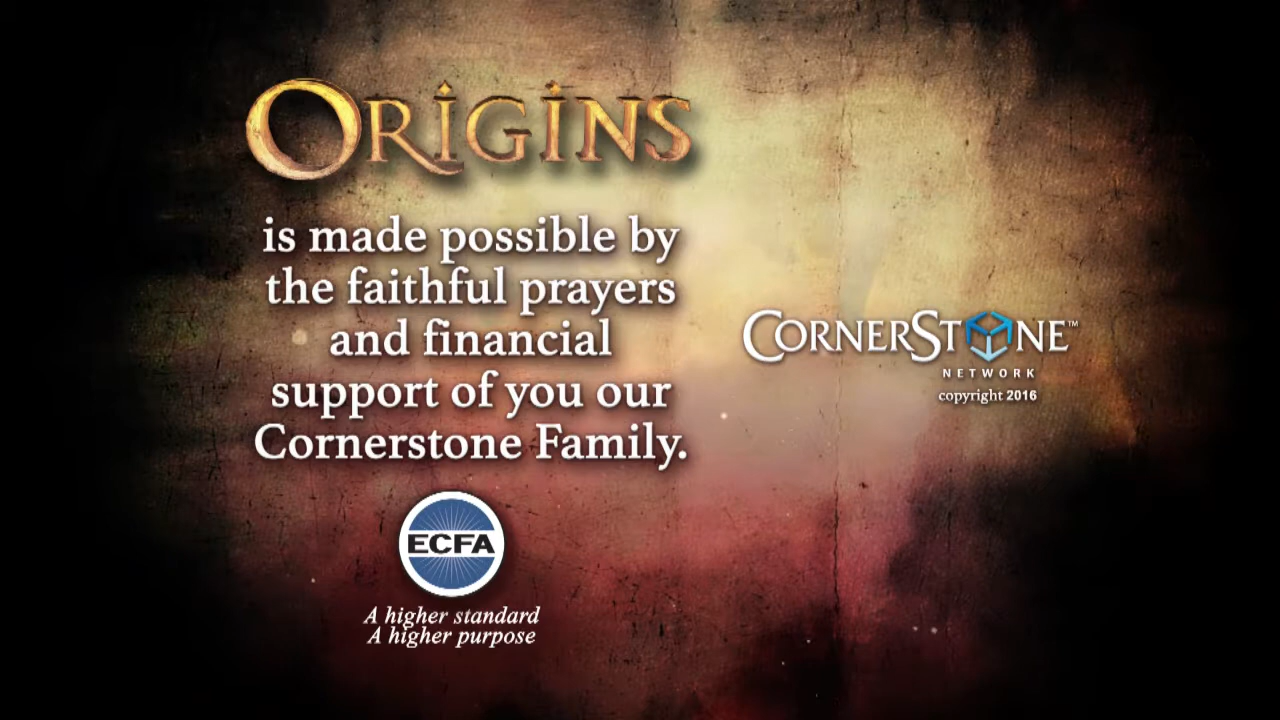 ORiGiNS
is made possible by
the faithful prayers
and financial
support of you our
Cornerstone Family.
ECFA
A higher standard
A higher purpose
CORNERSTONE™
NETWORK
copyright 2016